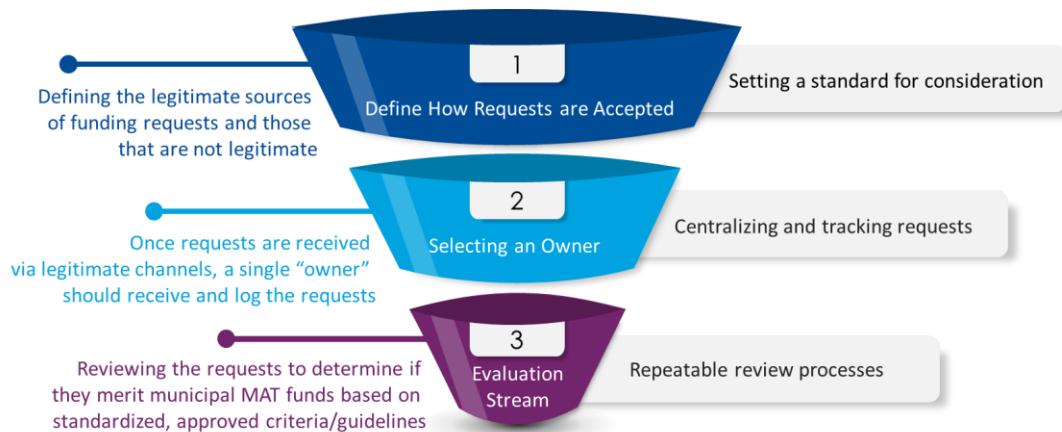 1
Define How Requests are Accepted
Defining the legitimate sources
of funding requests and those
that are not legitimate
Setting a standard for consideration
2
Selecting an Owner
Once requests are received
via legitimate channels, a single “owner”
should receive and log the requests
Centralizing and tracking requests
3
Evaluation
Stream
Reviewing the requests to determine if
they merit municipal MAT funds based on
standardized, approved criteria/guidelines
Repeatable review processes